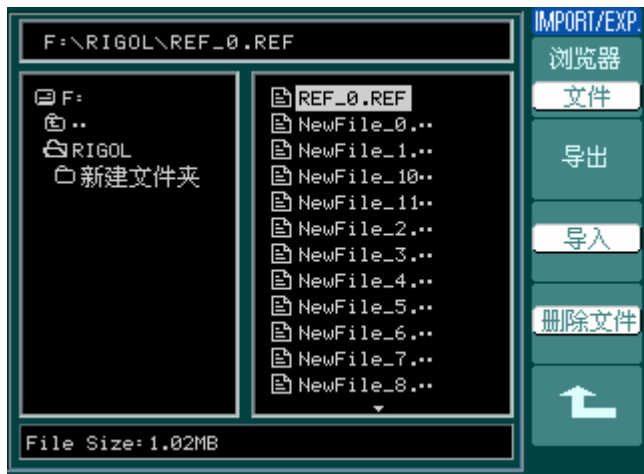 F:\RIGOL\REF_0.REF
F:
..
RIGOL
新建文件夹
REF_0.REF
NewFile_0...
NewFile_1...
NewFile_10..
NewFile_11..
NewFile_2...
NewFile_3...
NewFile_4...
NewFile_5...
NewFile_6...
NewFile_7...
NewFile_8...
File Size:1.02MB
IMPORT/EXP.
浏览器
文件
导出
导入
删除文件